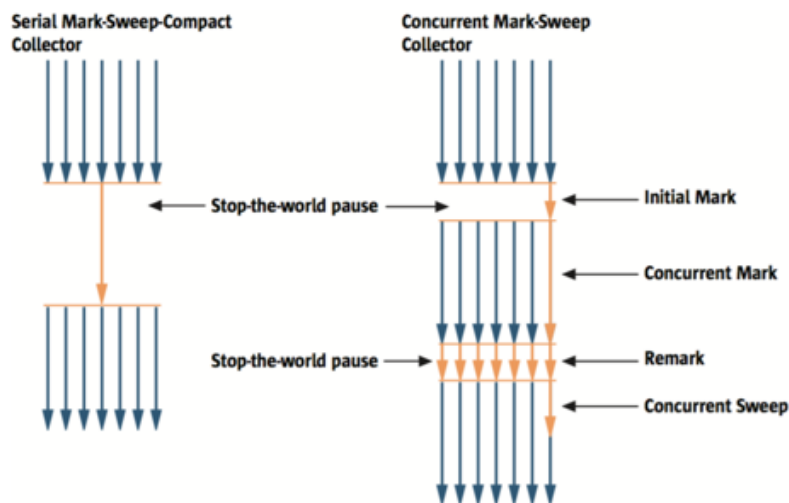 Serial Mark-Sweep-Compact
Collector
Concurrent Mark-Sweep
Collector
Stop-the-world pause
Initial Mark
Concurrent Mark
Stop-the-world pause
Remark
Concurrent Sweep